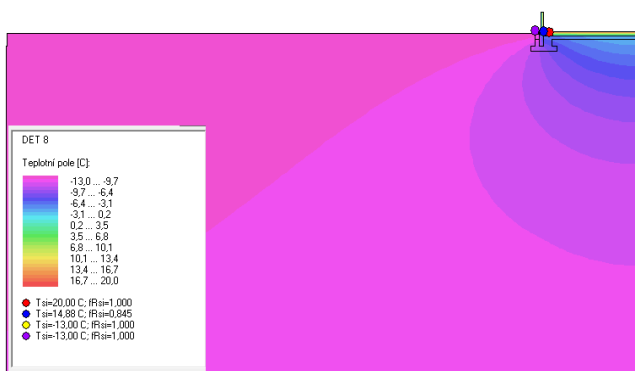 DET 8
Teplotní pole [C]:
-13,0 ... -9,7
-9,7 ... -6,4
-6,4 ... -3,1
-3,1 ... 0,2
0,2 ... 3,5
3,5 ... 6,8
6,8 ... 10,1
10,1 ... 13,4
13,4 ... 16,7
16,7 ... 20,0
Tsi=20,00 C; fRsi=1,000
Tsi=14,88 C; fRsi=0,845
Tsi=-13,00 C; fRsi=1,000
Tsi=-13,00 C; fRsi=1,000